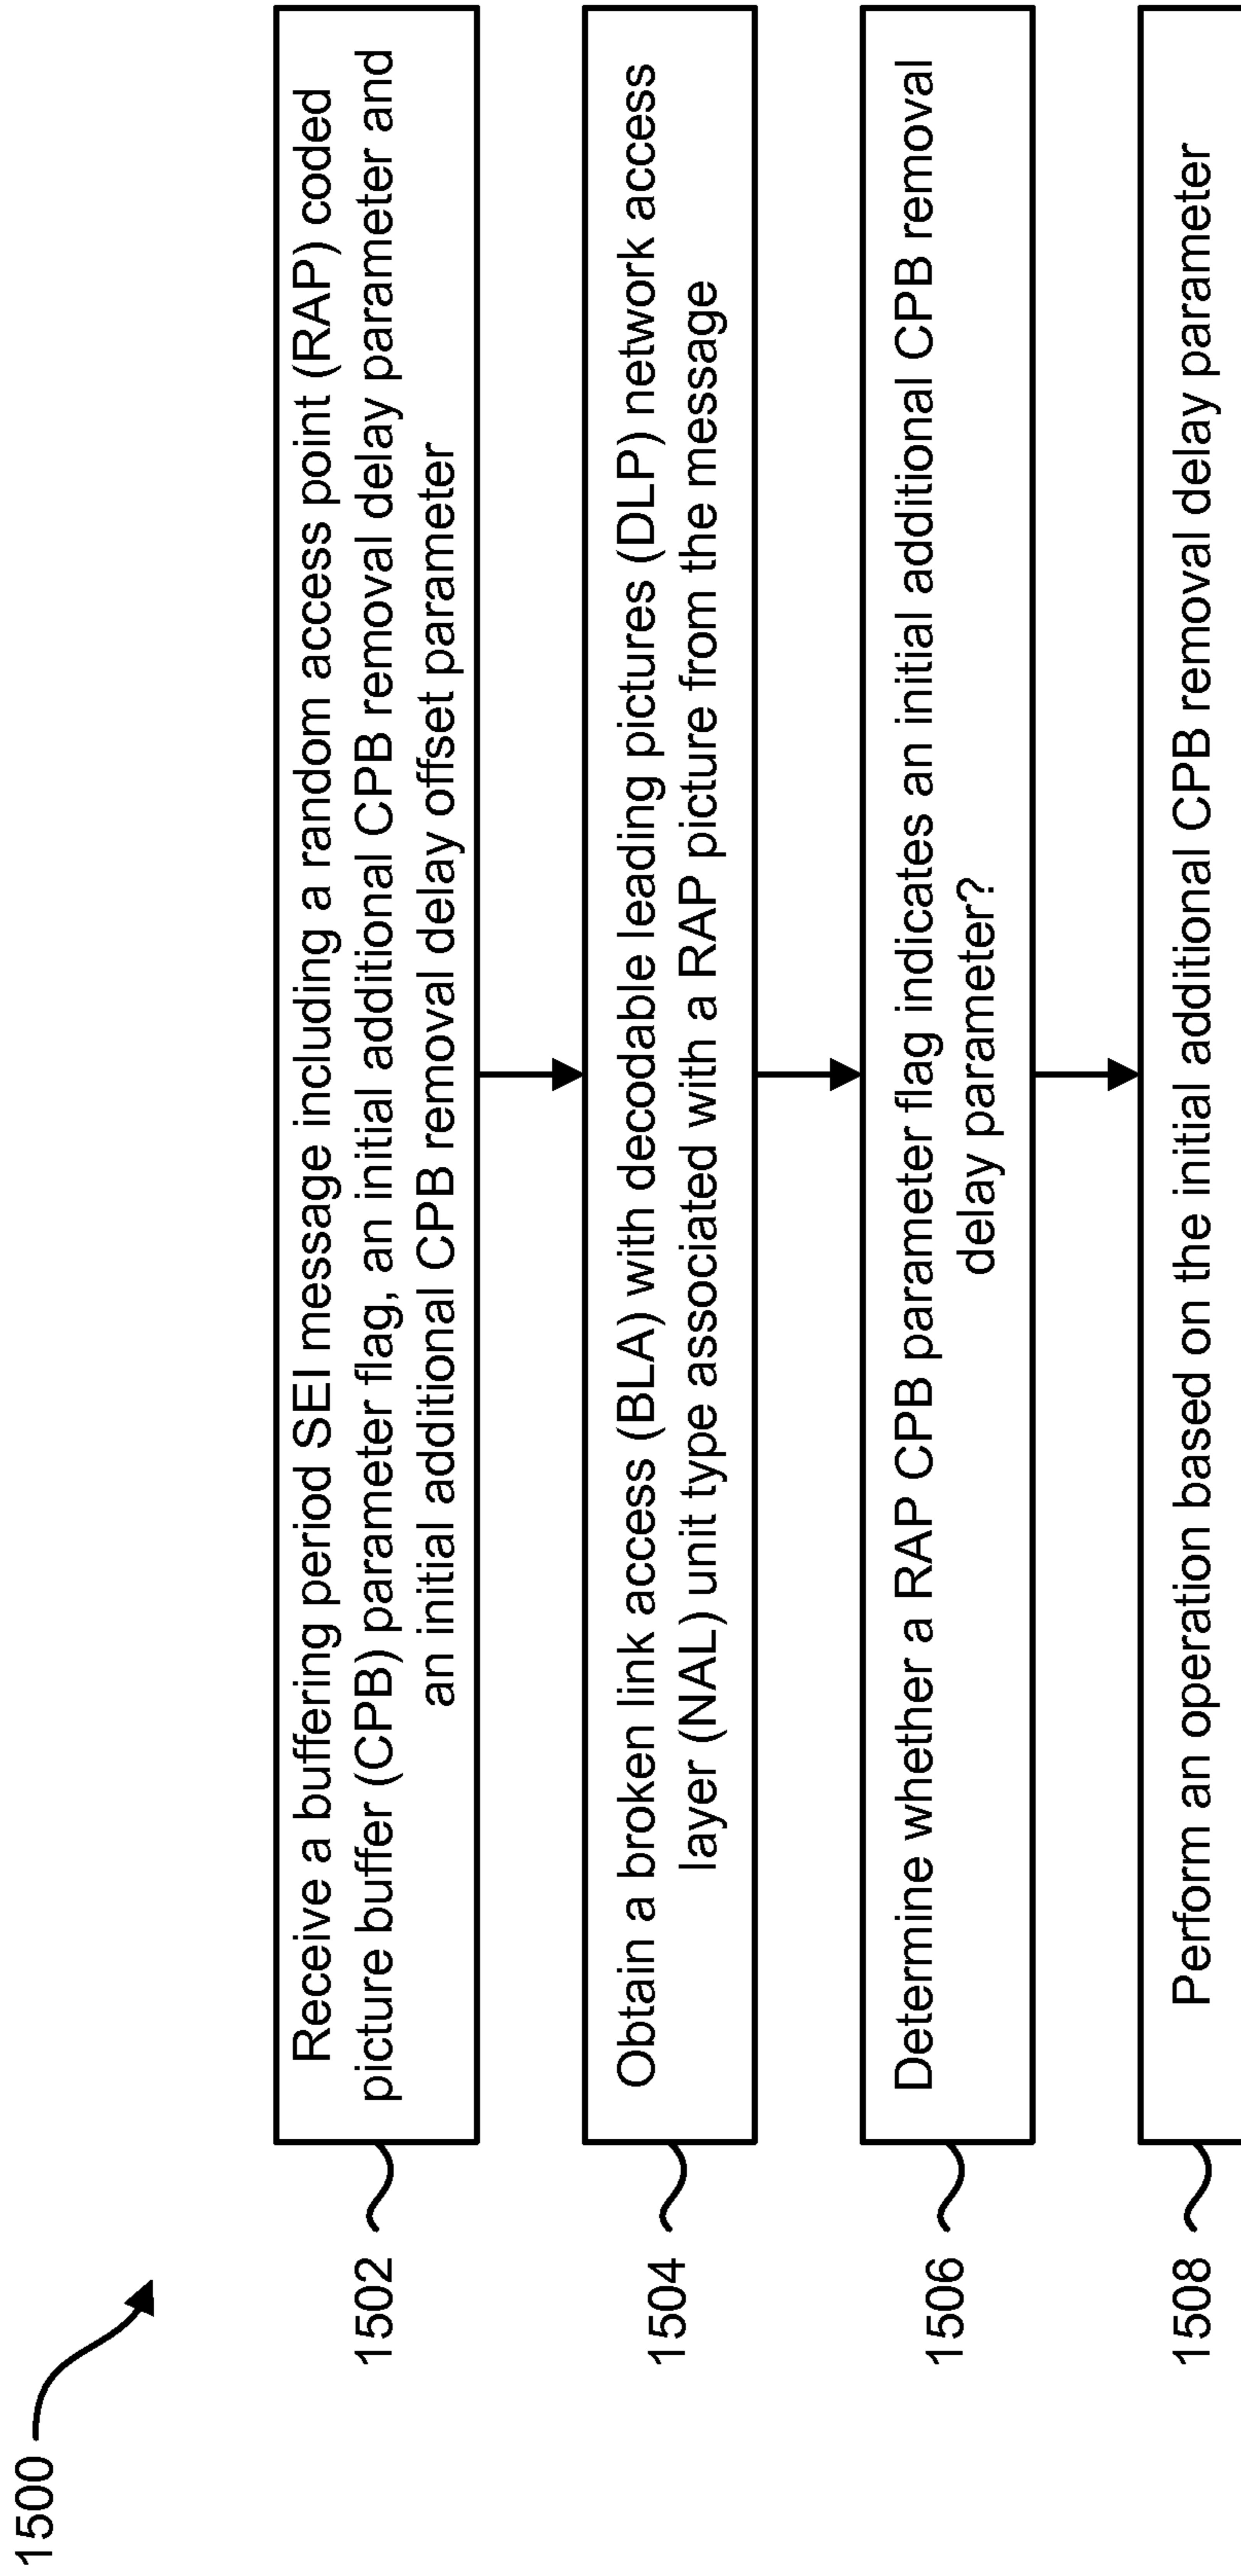 1500
1502
Receive a buffering period SEI message including a random access point (RAP) coded
picture buffer (CPB) parameter flag, an initial additional CPB removal delay parameter and
an initial additional CPB removal delay offset parameter
1504
Obtain a broken link access (BLA) with decodable leading pictures (DLP) network access
layer (NAL) unit type associated with a RAP picture from the message
1506
Determine whether a RAP CPB parameter flag indicates an initial additional CPB removal
delay parameter?
1508
Perform an operation based on the initial additional CPB removal delay parameter